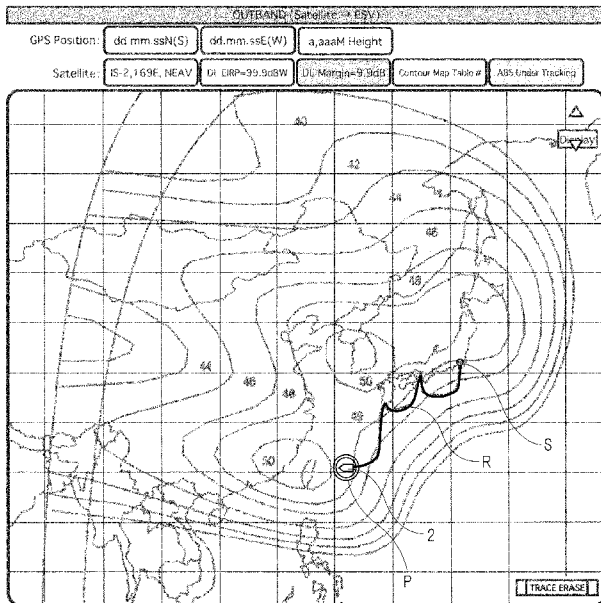 OUTBAND (Satellite → ESV)
GPS Position: dd mm.ssN(S) dd.mm.ssE(W) a,aaaM Height
Satellite: IS-2,169E, NEAV DL EIRP=99.9dBW DL Margin=9.9dB Contour Map Table # ABS Under Tracking
Display
40
42
44
46
48
50
44
46
48
48
50
S
R
2
P
TRACE ERASE